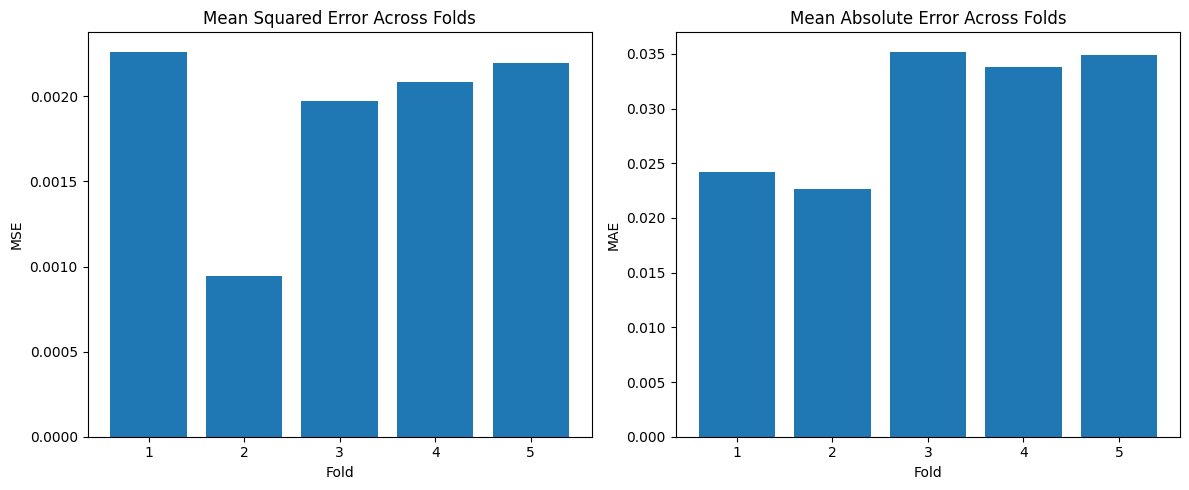 Mean Squared Error Across Folds
MSE
0.0020
0.0015
0.0010
0.0005
0.0000
1 2 3 4 5
Fold
Mean Absolute Error Across Folds
MAE
0.035
0.030
0.025
0.020
0.015
0.010
0.005
0.000
1 2 3 4 5
Fold